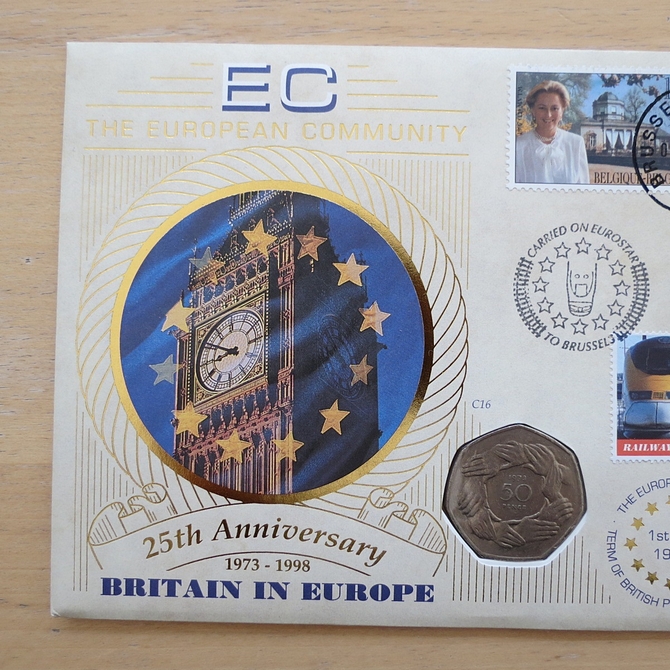 EC
THE EUROPEAN COMMUNITY
BELGIQUE
BRUSSE
CARRIED ON EUROSTAR
TO BRUSSELS
C16
50
RAILWAY
THE EUROP
1st
19
TERM OF BRITISH P
25th Anniversary
1973 - 1998
BRITAIN IN EUROPE